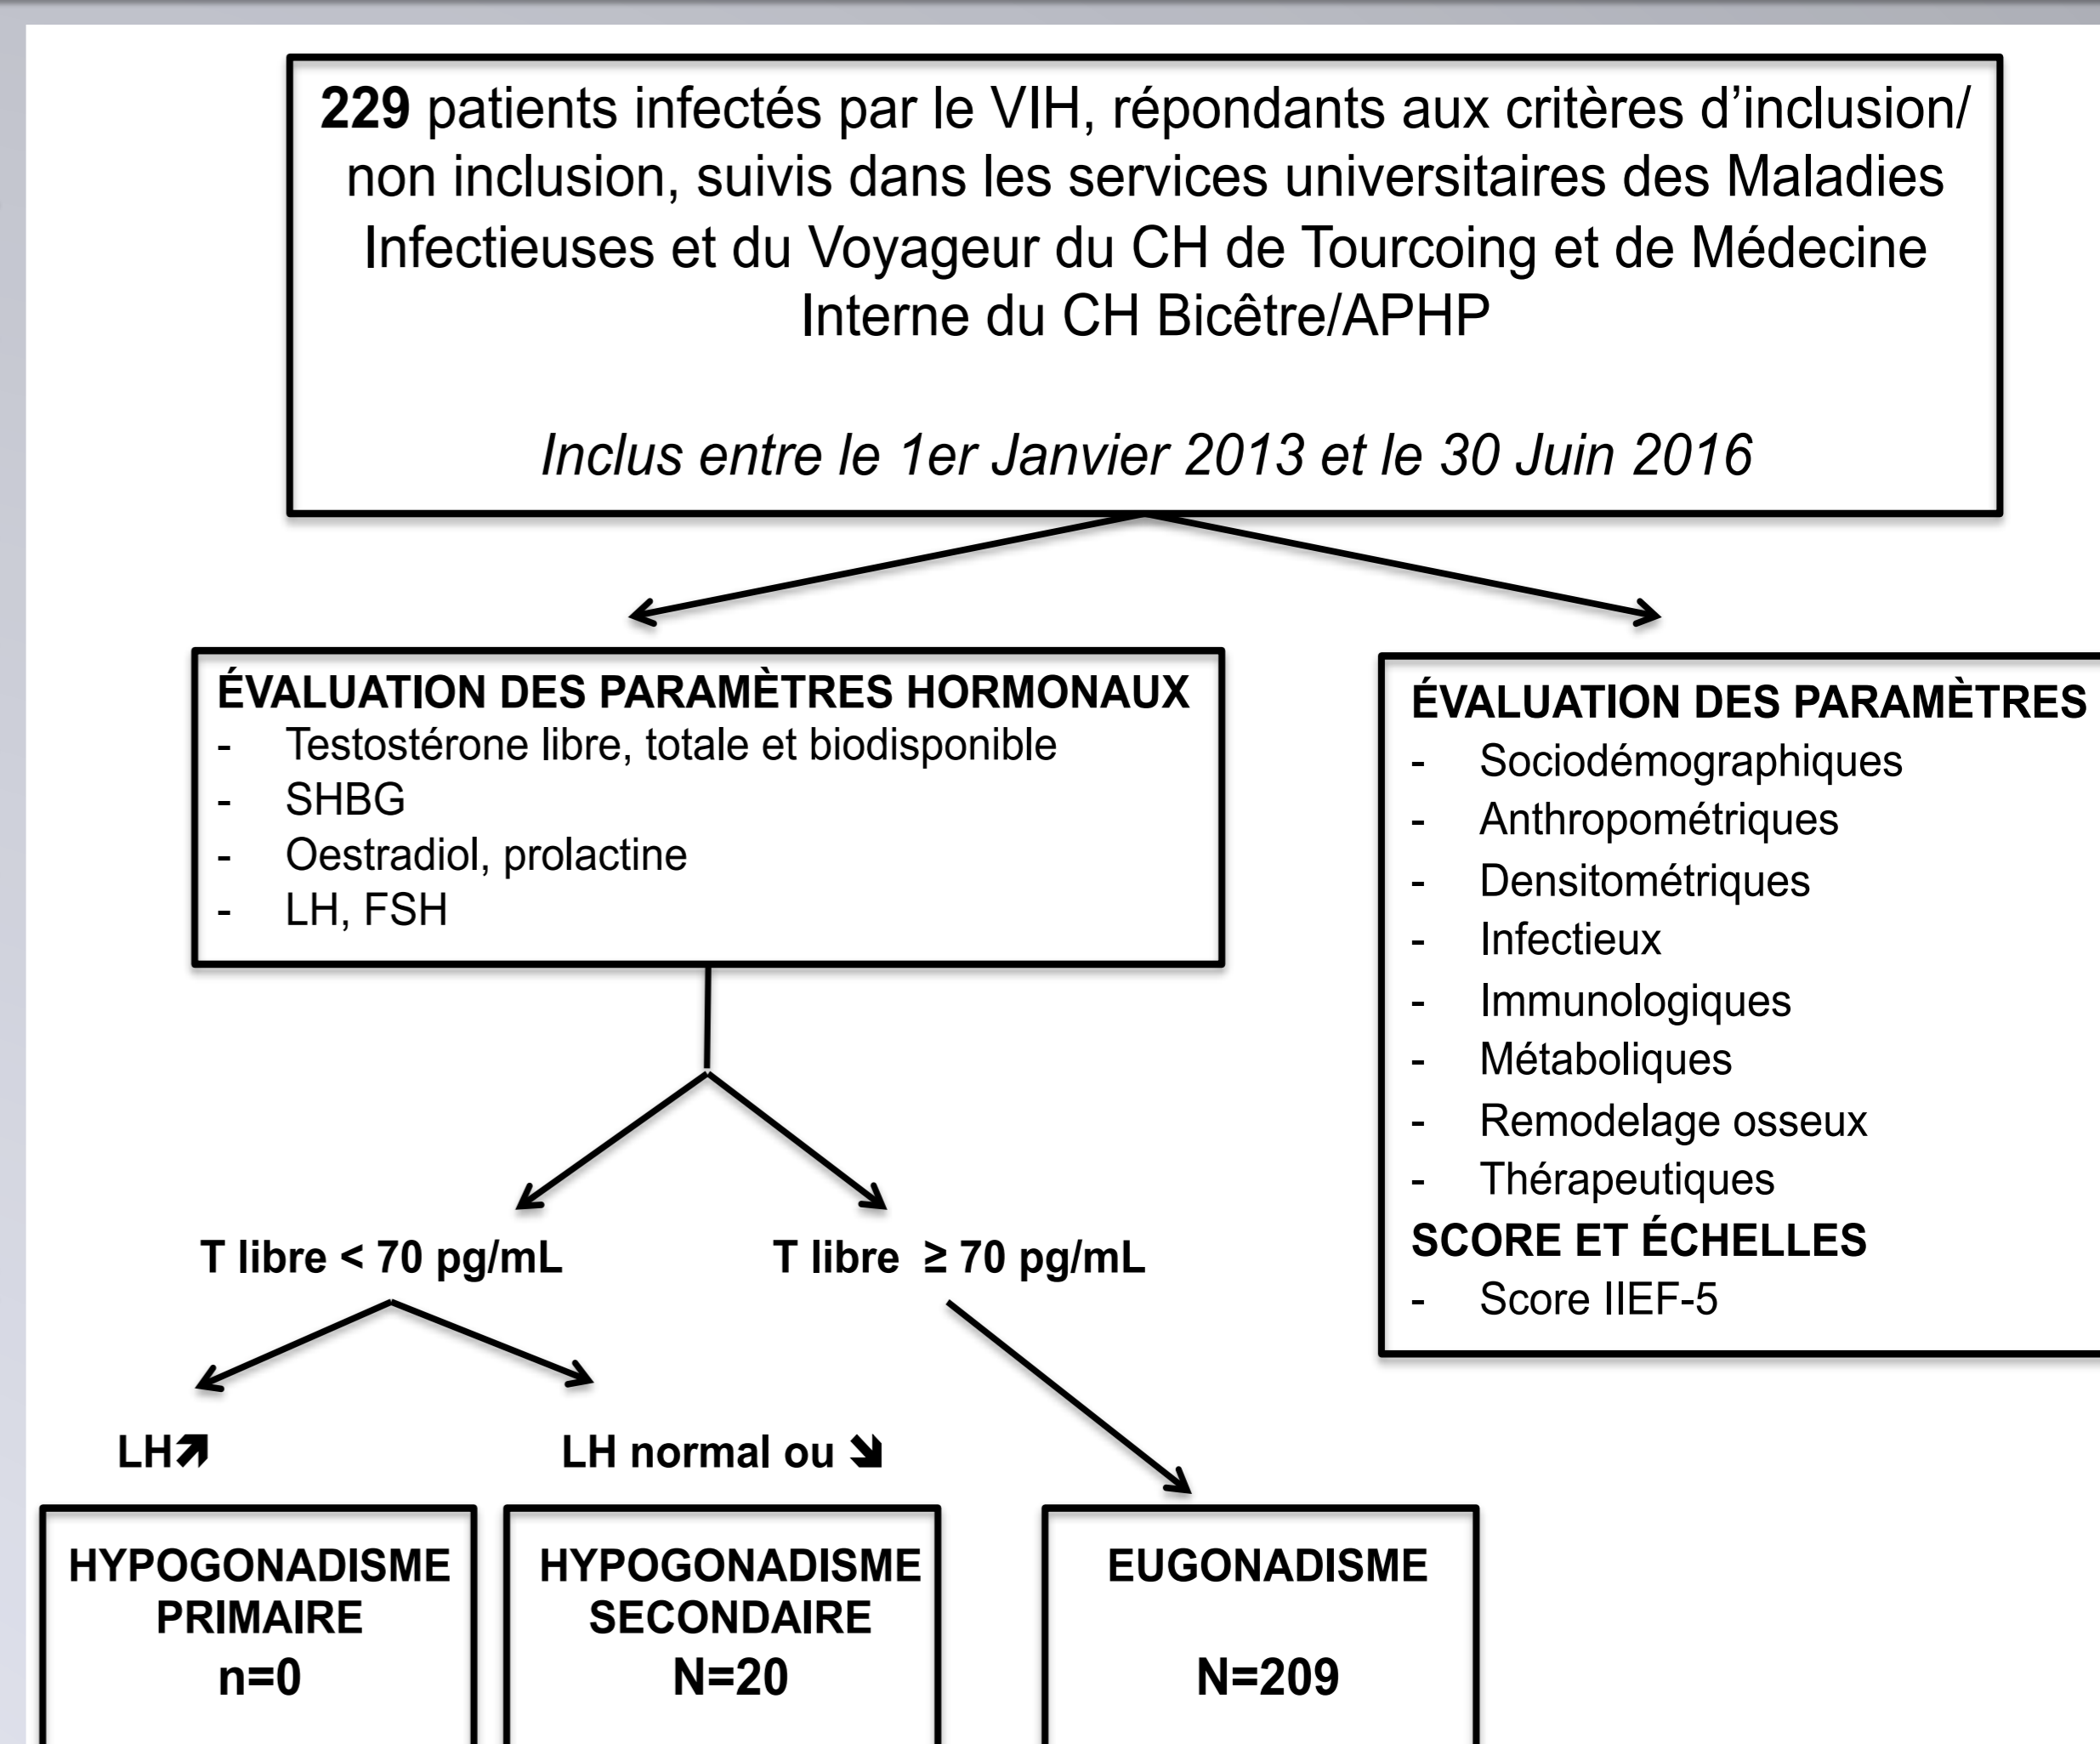 229 patients infectés par le VIH, répondants aux critères d’inclusion/
non inclusion, suivis dans les services universitaires des Maladies
Infectieuses et du Voyageur du CH de Tourcoing et de Médecine
Interne du CH Bicêtre/APHP
Inclus entre le 1er Janvier 2013 et le 30 Juin 2016
ÉVALUATION DES PARAMÈTRES HORMONAUX
- Testostérone libre, totale et biodisponible
- SHBG
- Oestradiol, prolactine
- LH, FSH
ÉVALUATION DES PARAMÈTRES
- Sociodémographiques
- Anthropométriques
- Densitométriques
- Infectieux
- Immunologiques
- Métaboliques
- Remodelage osseux
- Thérapeutiques
SCORE ET ÉCHELLES
- Score IIEF-5
T libre < 70 pg/mL
T libre ≥ 70 pg/mL
LH↗
LH normal ou ↘
HYPOGONADISME
PRIMAIRE
n=0
HYPOGONADISME
SECONDAIRE
N=20
EUGONADISME
N=209